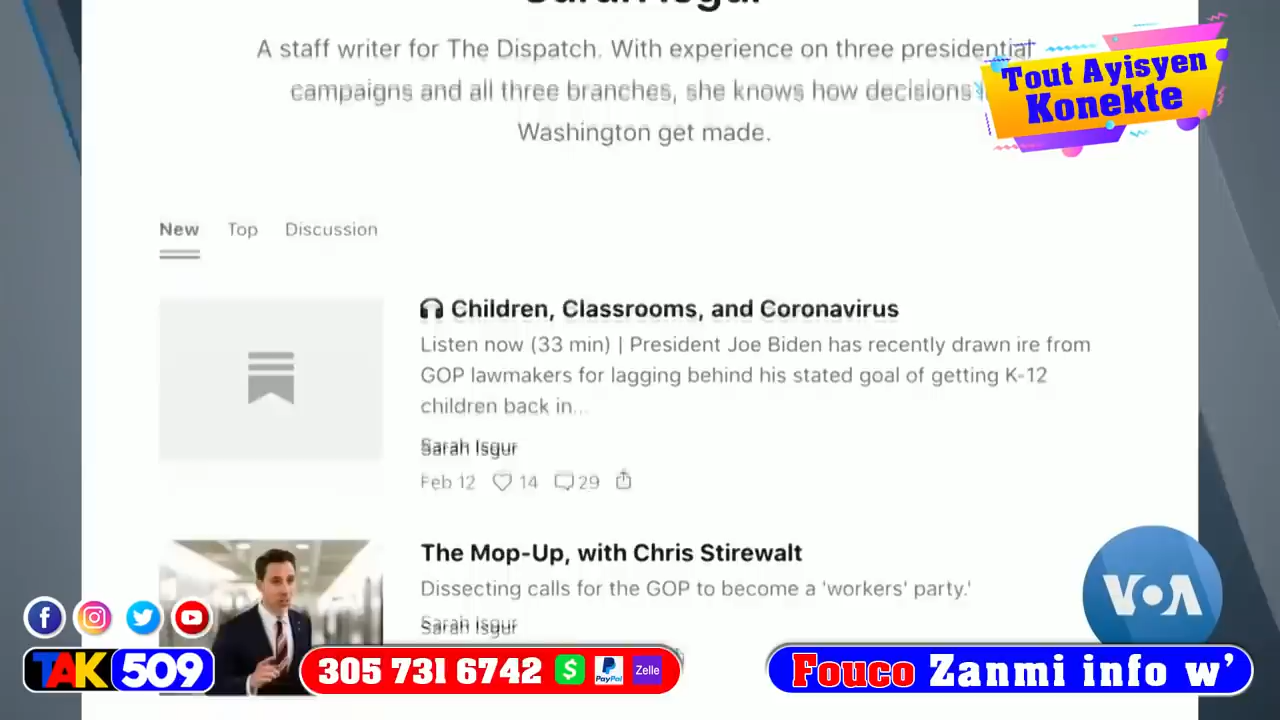 Sarah Isgur
A staff writer for The Dispatch. With experience on three presidential
campaigns and all three branches, she knows how decisions
Washington get made.
Tout Ayisyen
Konekte
New Top Discussion
Children, Classrooms, and Coronavirus
Listen now (33 min) | President Joe Biden has recently drawn ire from
GOP lawmakers for lagging behind his stated goal of getting K-12
children back in...
Sarah Isgur
Feb 12 14 29
The Mop-Up, with Chris Stirewalt
Dissecting calls for the GOP to become a 'workers' party.'
Sarah Isgur
VOA
TAK 509
305 731 6742 $ PayPal Zelle
Fouco Zanmi info w'